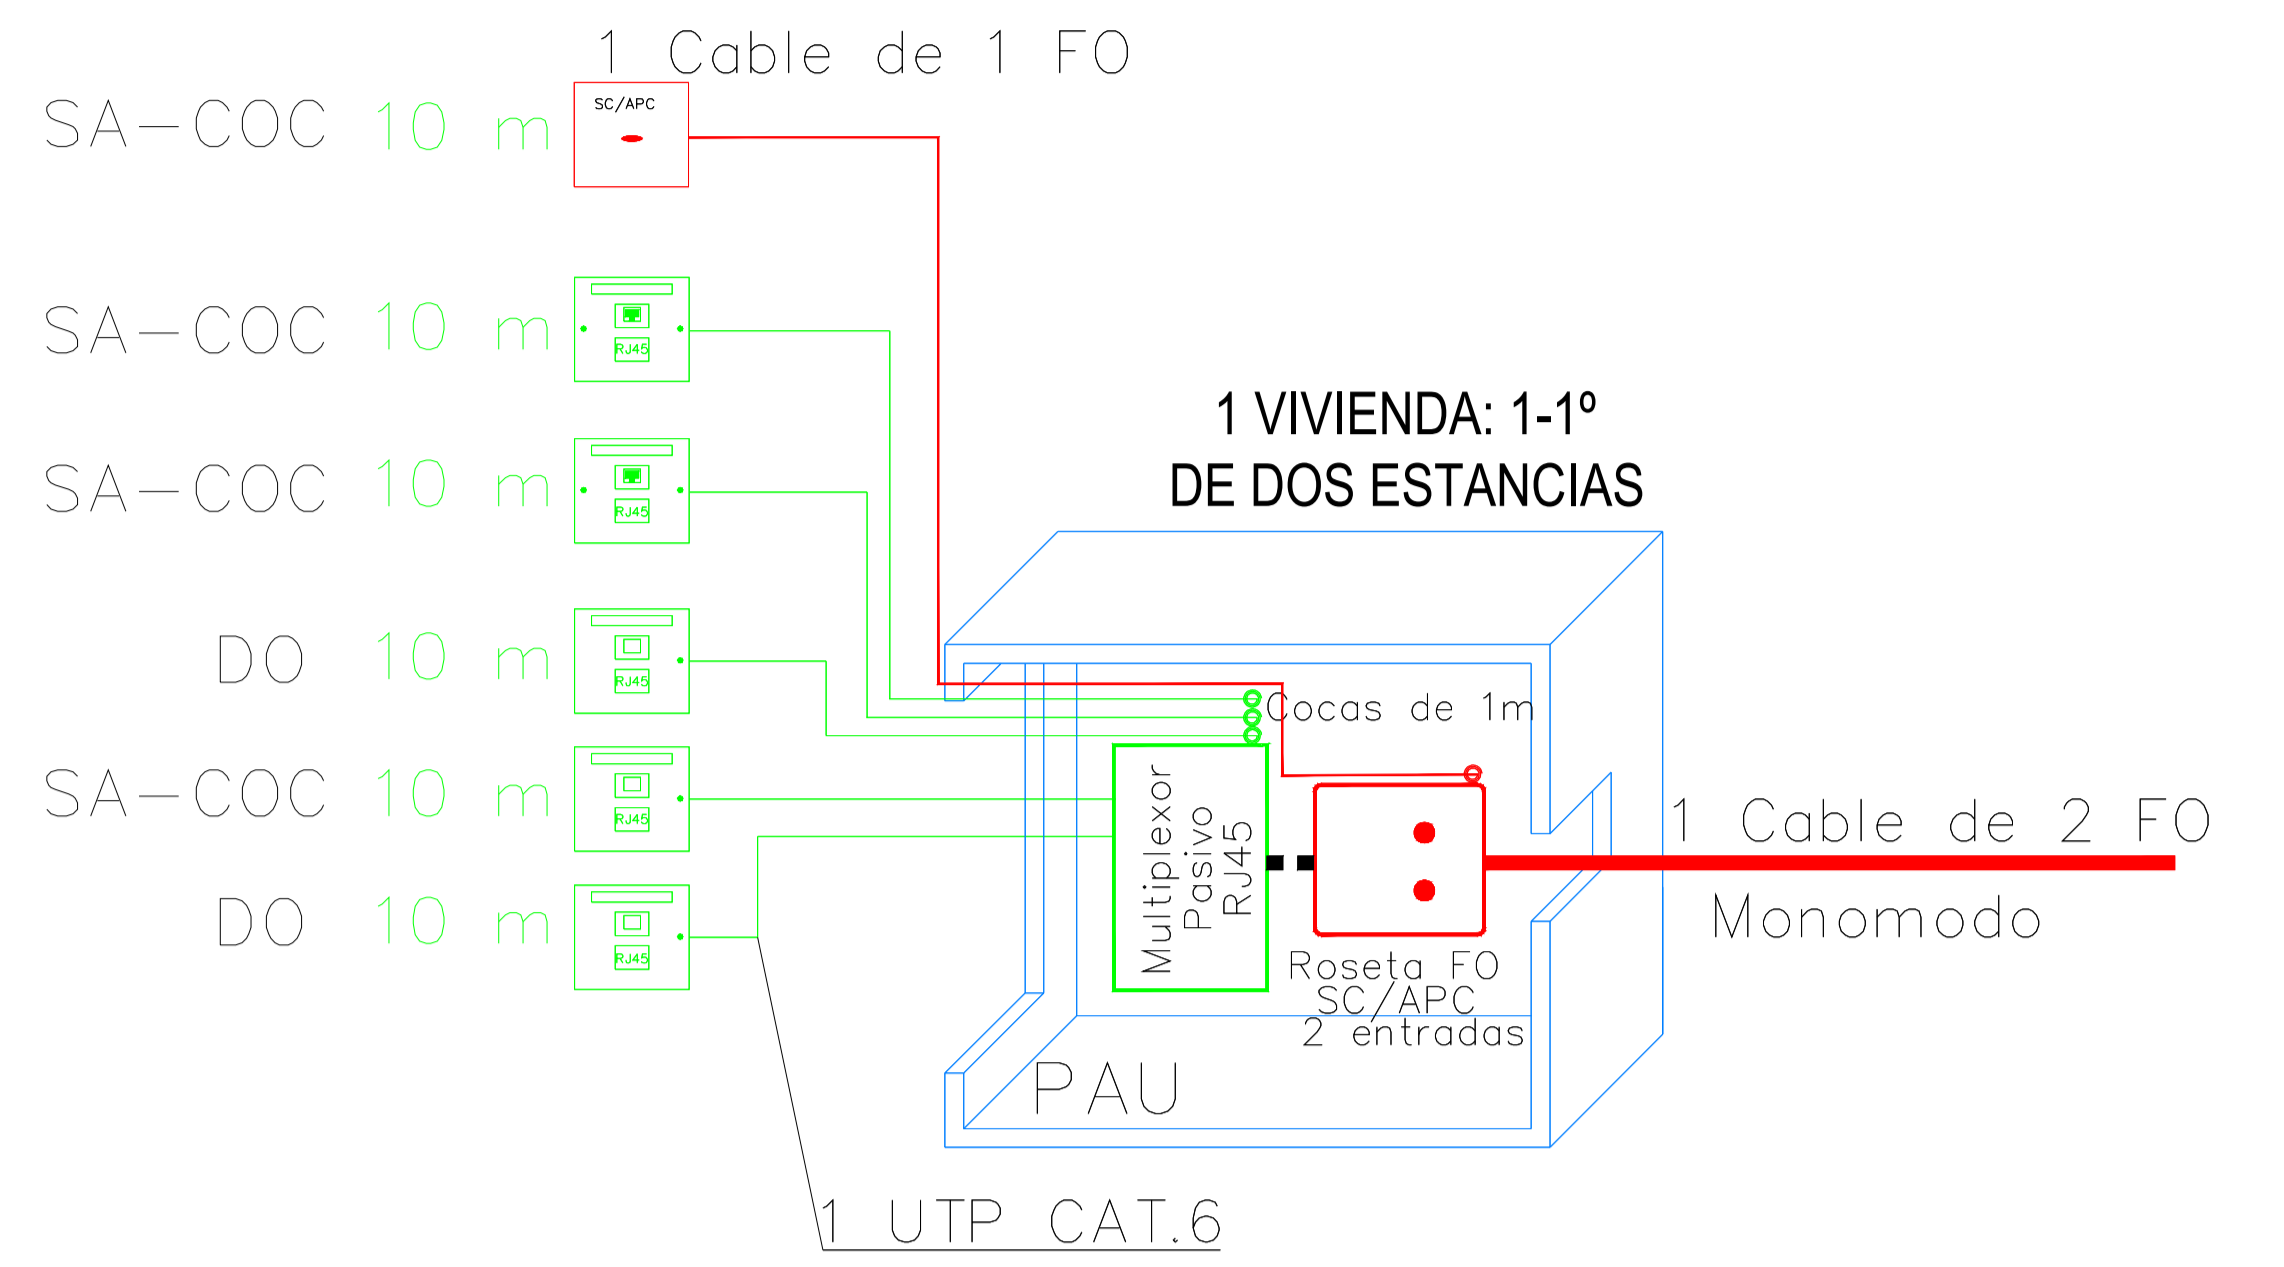 1 Cable de 1 FO
SA-COC 10 m
SC/APC
SA-COC 10 m
RJ45
SA-COC 10 m
RJ45
1 VIVIENDA: 1-1º
DE DOS ESTANCIAS
DO 10 m
RJ45
Cocas de 1m
SA-COC 10 m
RJ45
DO 10 m
RJ45
Multiplexor
Pasivo
RJ45
1 Cable de 2 FO
Monomodo
Roseta FO
SC/APC
2 entradas
PAU
1 UTP CAT.6